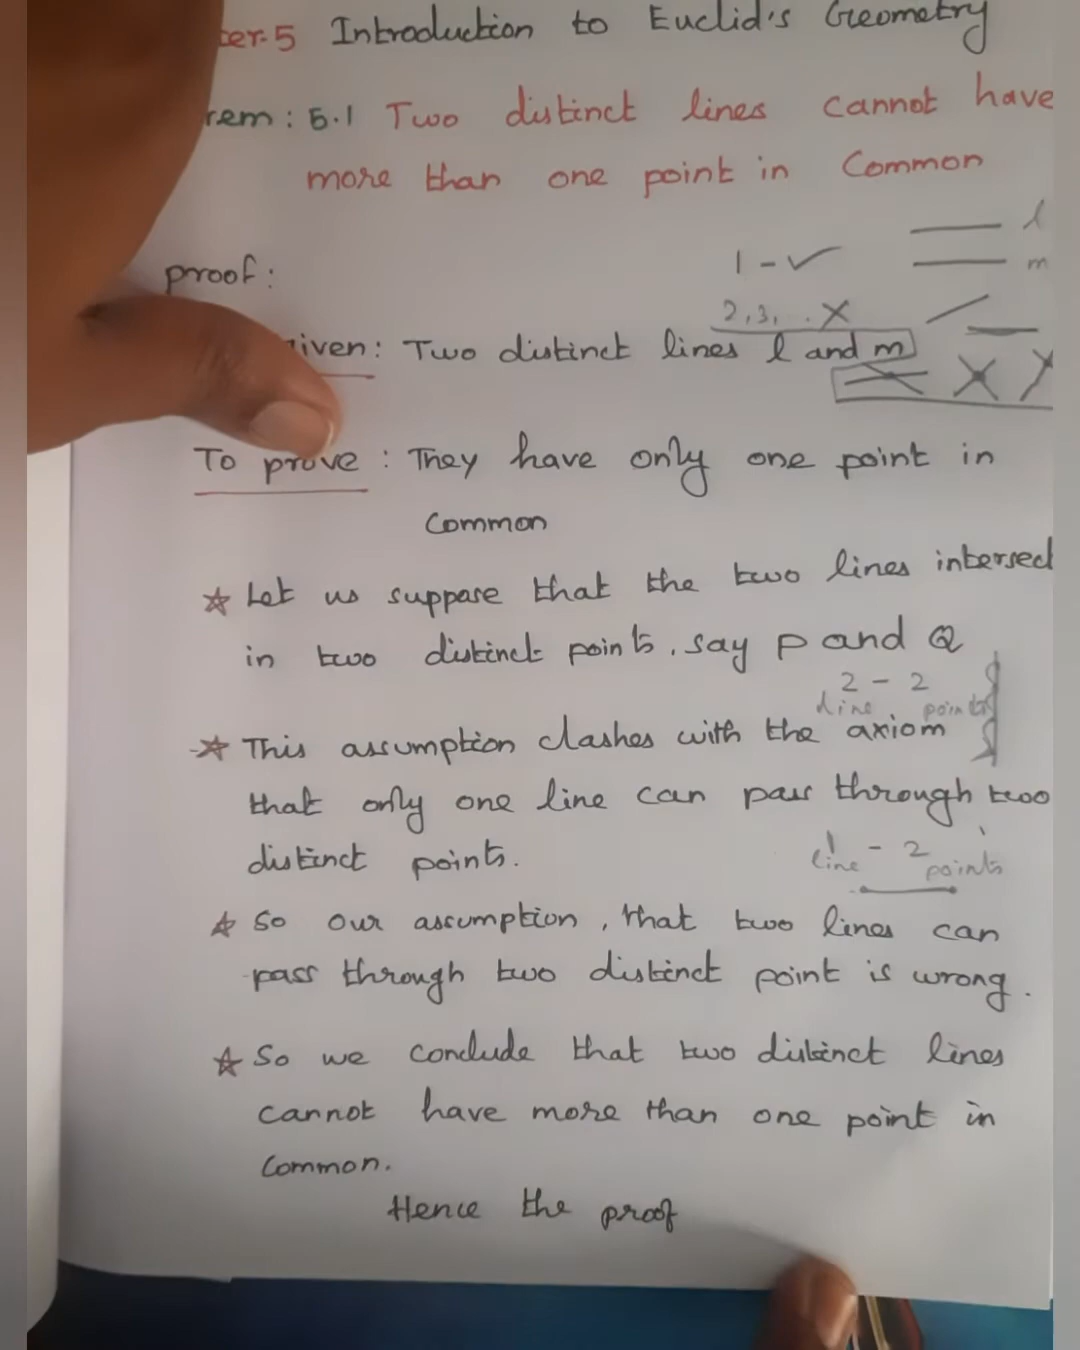 ter-5 Introduction to Euclid's Geometry
rem: 5.1 Two distinct lines cannot have
more than one point in Common
l
1 - ✓
m
proof:
2,3, . X
iven: Two distinct lines l and m
To prove : They have only one point in
Common
☆ Let us suppase that the two lines intersect
in two distinct points, say P and Q
2 - 2
line points
☆ This assumption clashes with the axiom
that only one line can pass through two
distinct points.
1 - 2
line points
☆ So our assumption, that two lines can
pass through two distinct point is wrong.
☆ So we conclude that two distinct lines
cannot have more than one point in
Common.
Hence the proof